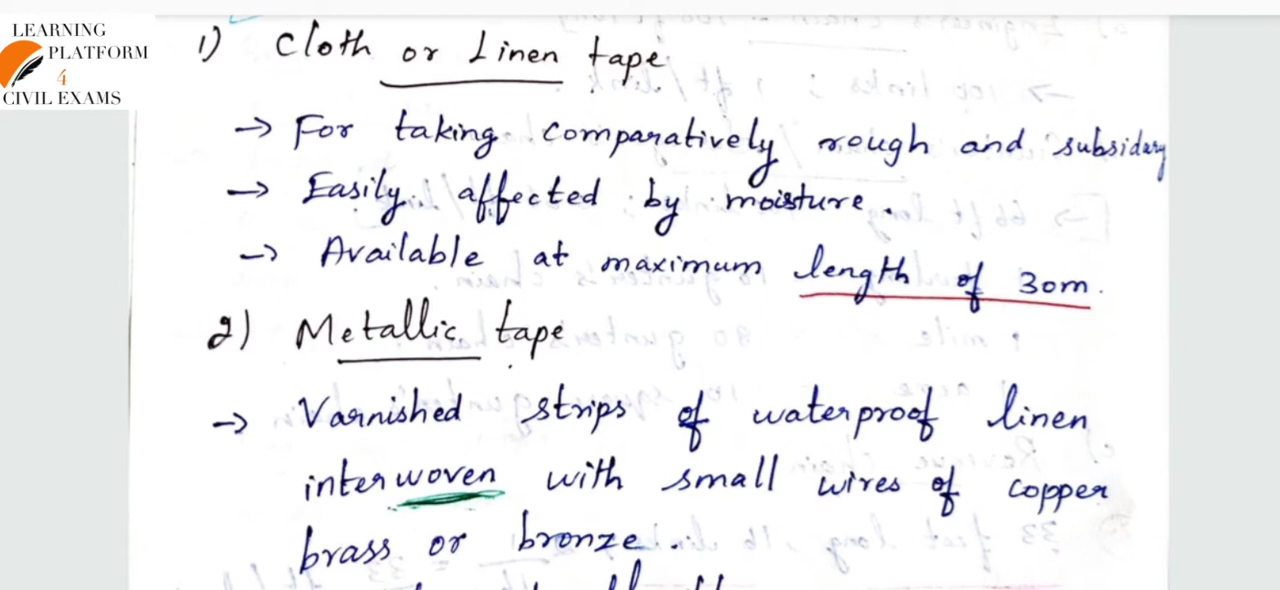 LEARNING
PLATFORM
4
CIVIL EXAMS
1) Cloth or Linen tape
→ For taking comparatively rough and subsidary
→ Easily affected by moisture.
→ Available at maximum length of 30m.
2) Metallic tape
→ Varnished strips of waterproof linen
interwoven with small wires of copper
brass or bronze.